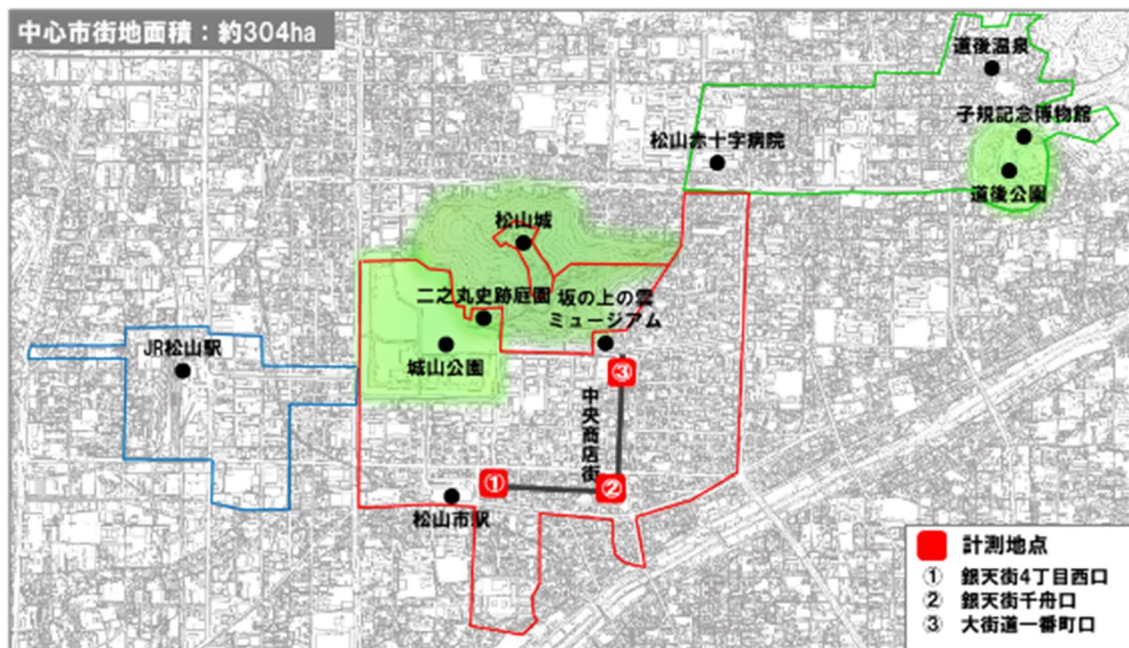 中心市街地面積：約304ha
道後温泉
子規記念博物館
松山赤十字病院
道後公園
松山城
二之丸史跡庭園
坂の上の雲
ミュージアム
JR松山駅
城山公園
③
中央商店街
①
②
松山市駅
計測地点
① 銀天街4丁目西口
② 銀天街千舟口
③ 大街道一番町口